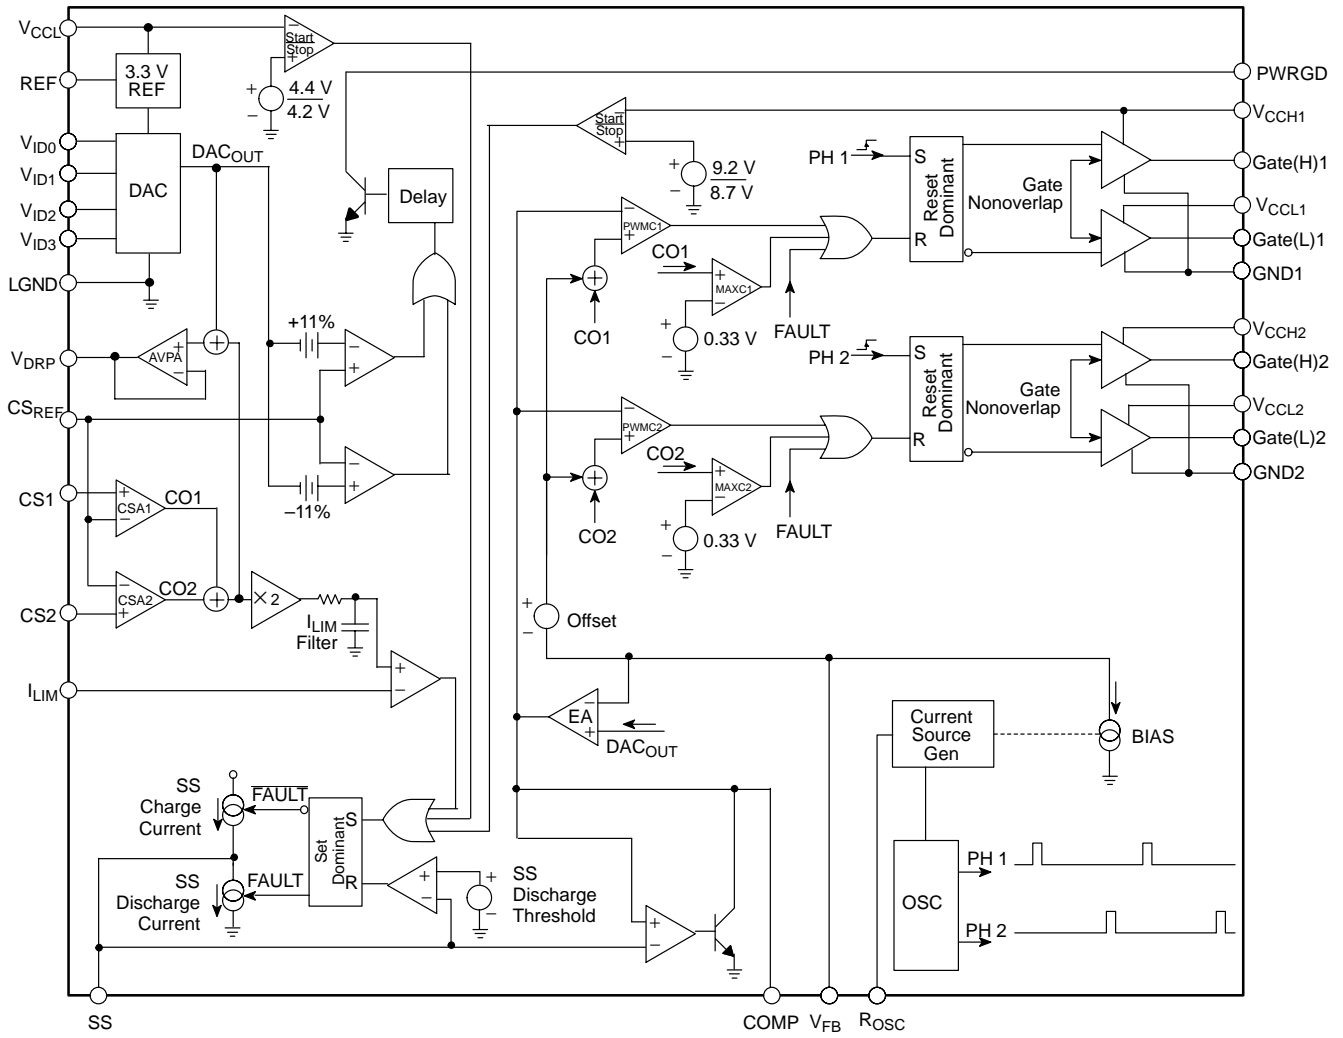 VCCL
REF
VID0
VID1
VID2
VID3
LGND
VDRP
CSREF
CS1
CS2
ILIM
3.3 V
REF
DAC
DACOUT
−
Start
Stop
+
+
−
4.4 V
4.2 V
Delay
+11%
−
+
−
+
–11%
AVPA
+
−
+
+
CSA1
−
CO1
−
CSA2
+
CO2
+
×2
ILIM
Filter
+
−
SS
Charge
Current
FAULT
SS
Discharge
Current
FAULT
Set
Dominant
S
R
+
−
+
−
SS
Discharge
Threshold
+
−
−
Start
Stop
+
+
−
9.2 V
8.7 V
−
PWMC1
+
+
CO1
CO1
+
MAXC1
−
+
−
0.33 V
FAULT
PH 1
S
R
Reset
Dominant
Gate
Nonoverlap
−
PWMC2
+
+
CO2
CO2
+
MAXC2
−
+
−
0.33 V
FAULT
PH 2
S
R
Reset
Dominant
Gate
Nonoverlap
+
−
Offset
EA
−
+
DACOUT
Current
Source
Gen
BIAS
OSC
PH 1
PH 2
PWRGD
VCCH1
Gate(H)1
VCCL1
Gate(L)1
GND1
VCCH2
Gate(H)2
VCCL2
Gate(L)2
GND2
SS
COMP
VFB
ROSC